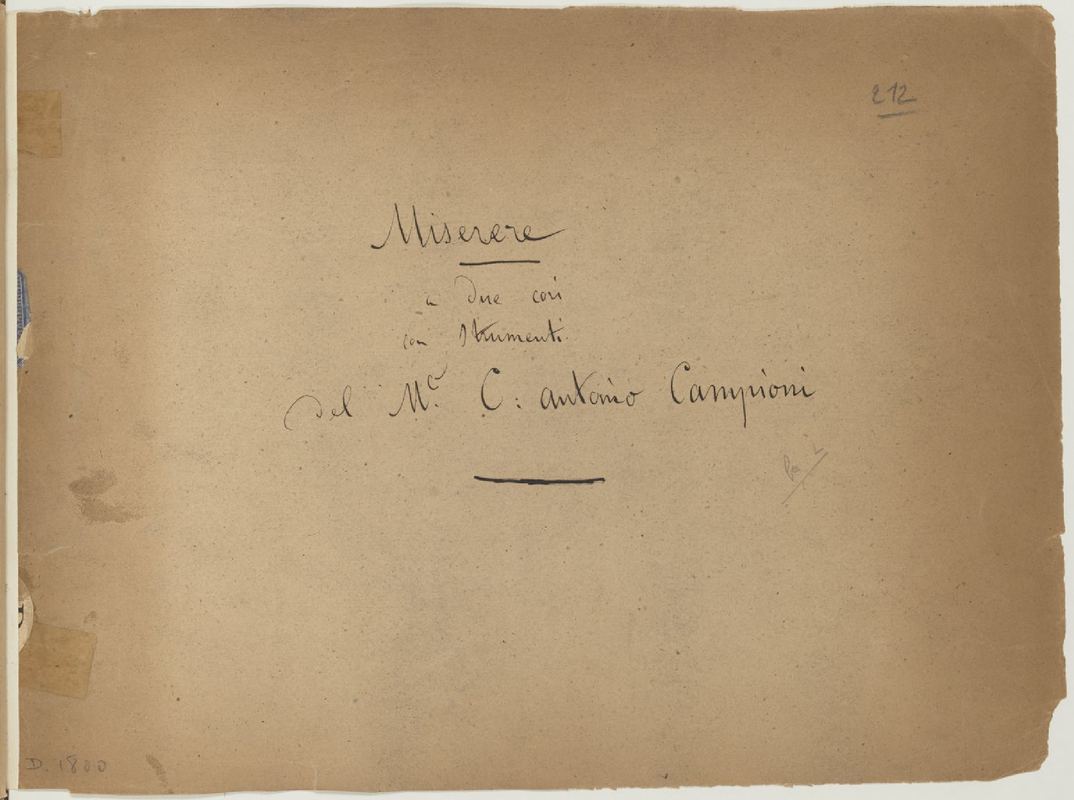 212
Miserere
a due cori
con strumenti
del M.º C: antonio Campioni
D. 1800